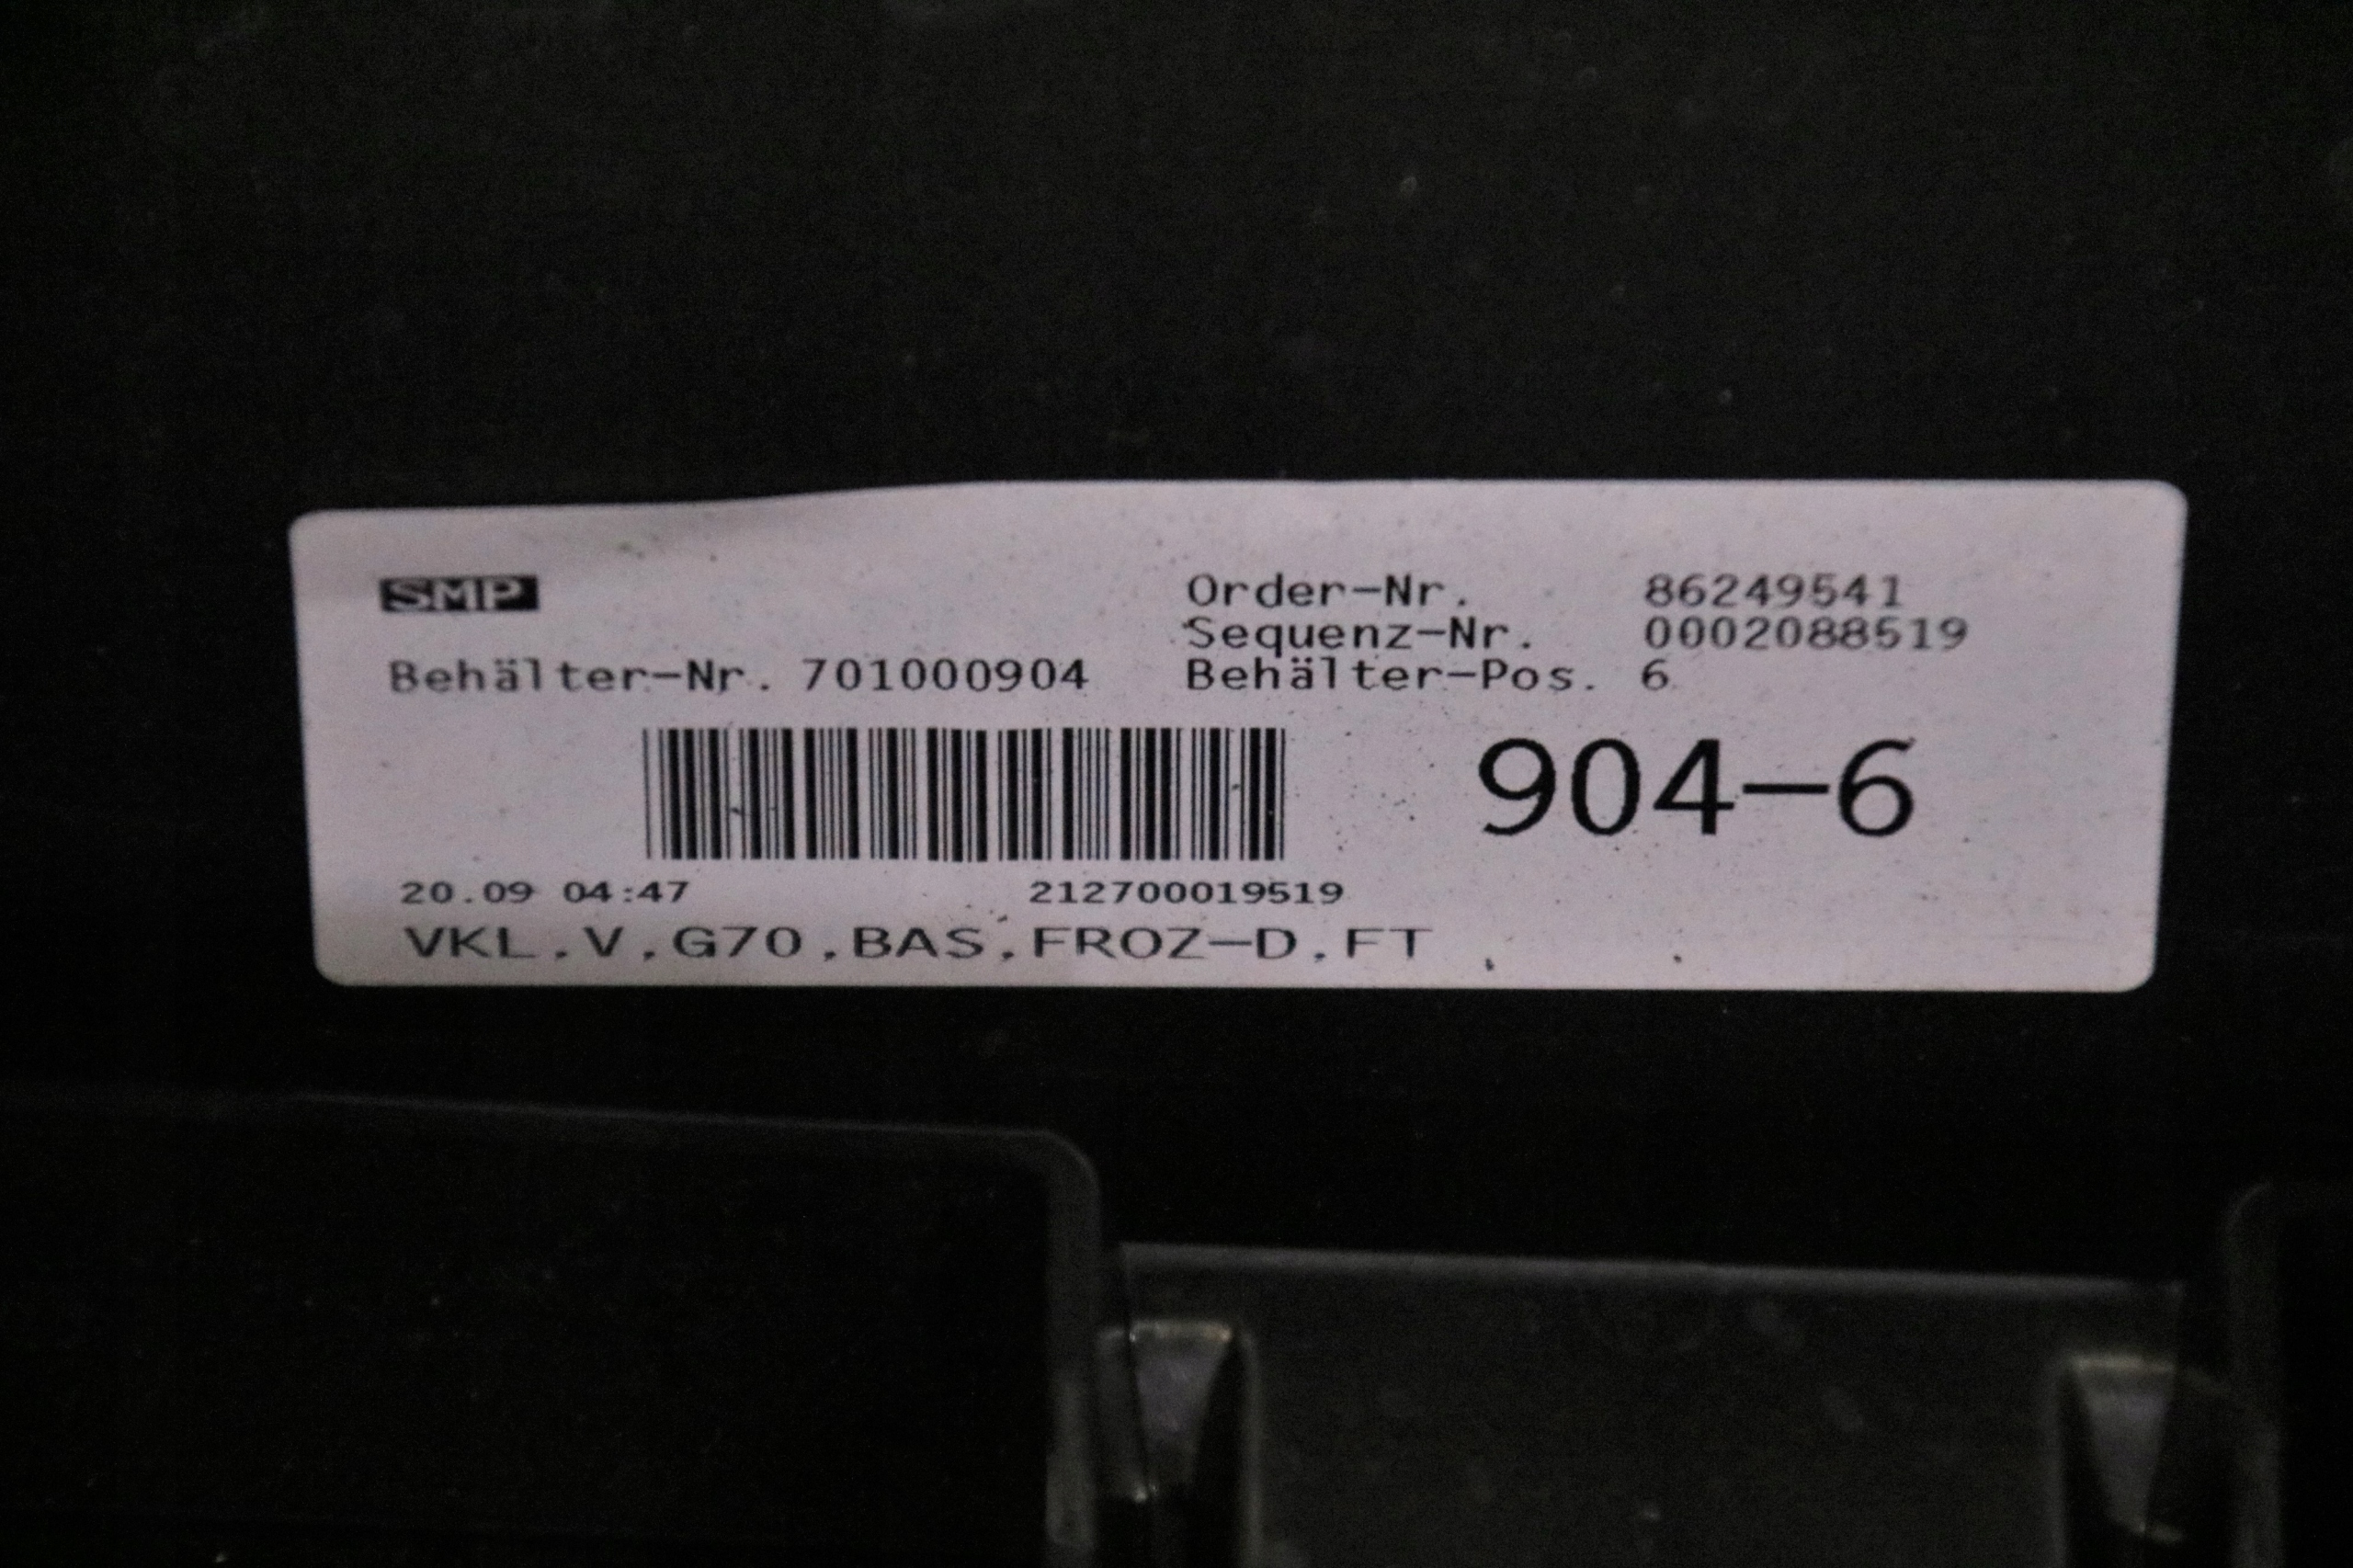 SMP
Order-Nr. 86249541
Sequenz-Nr. 0002088519
Behälter-Nr. 701000904 Behälter-Pos. 6
904-6
20.09 04:47 212700019519
VKL,V,G70,BAS,FROZ-D,FT